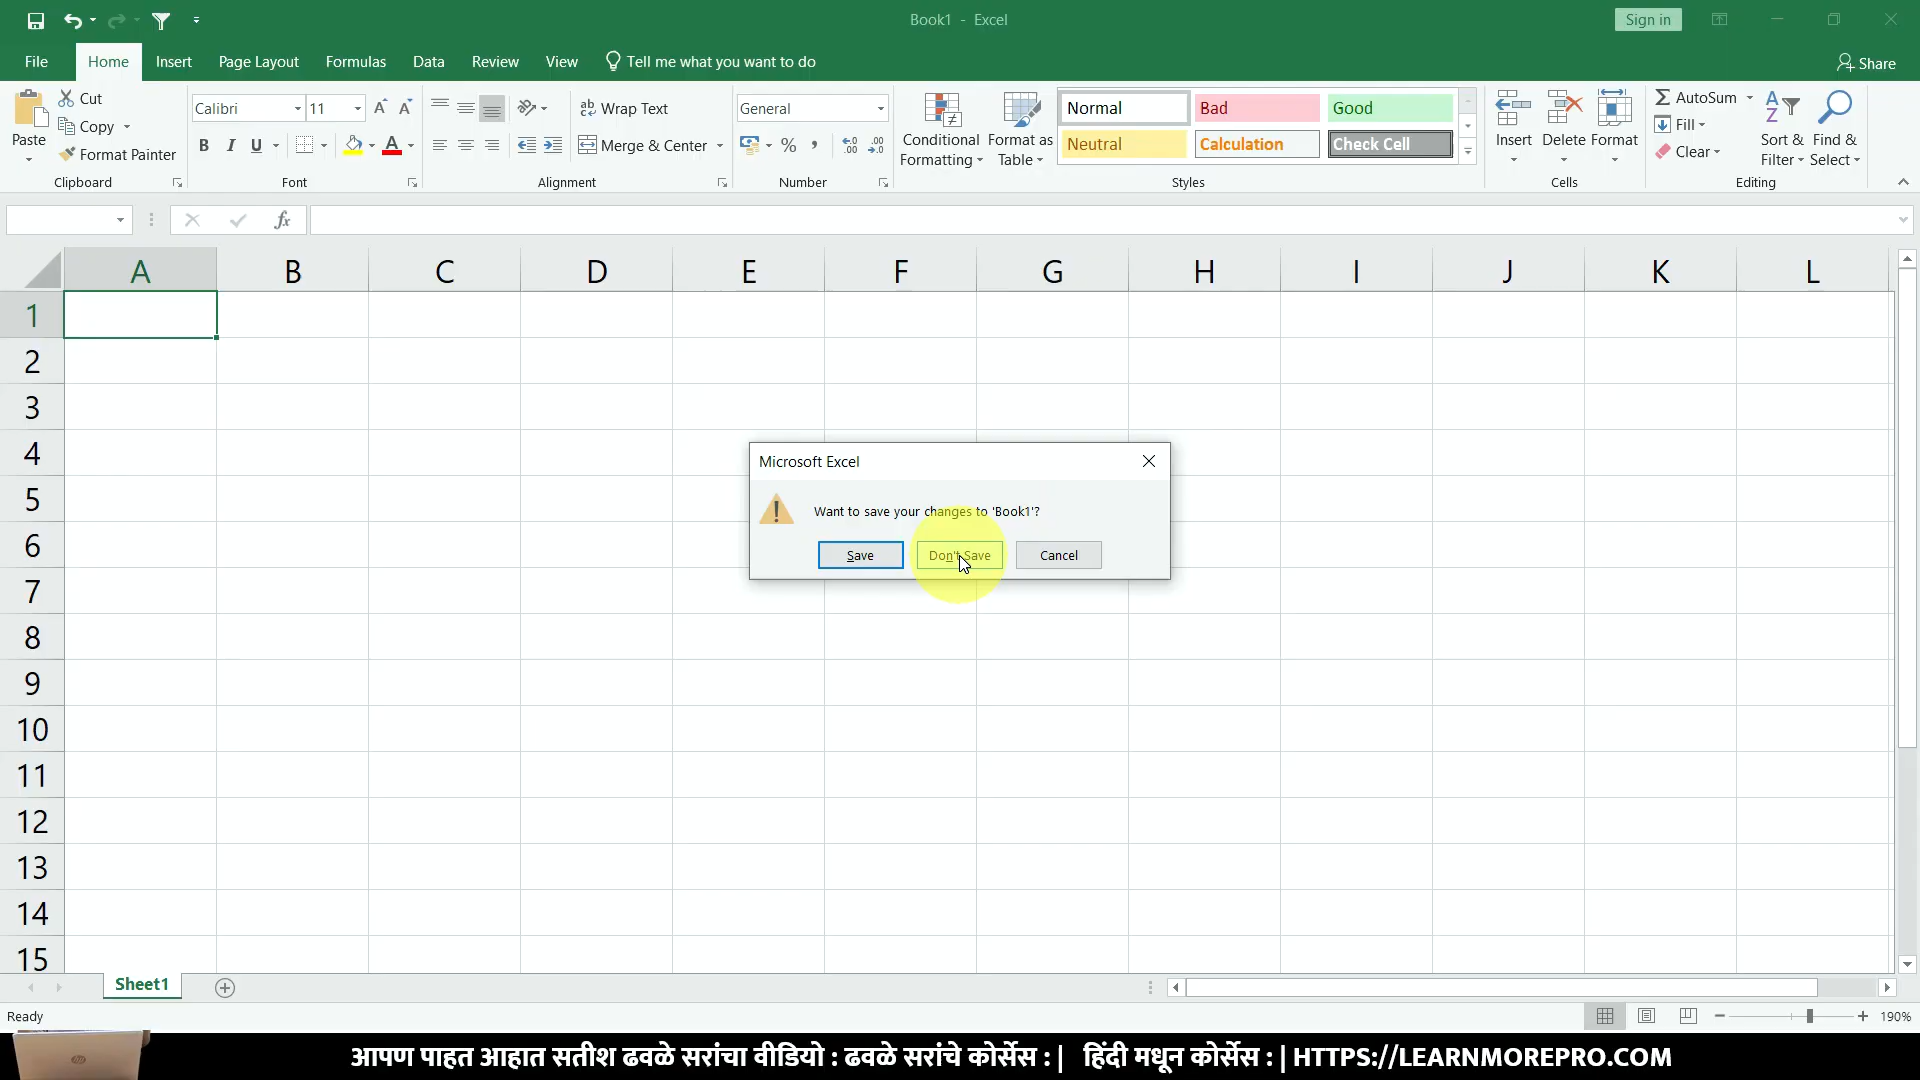 Book1 - Excel
Sign in
File Home Insert Page Layout Formulas Data Review View Tell me what you want to do
Share
Paste
Cut
Copy
Format Painter
Clipboard
Calibri 11
B I U
Font
Wrap Text
Merge & Center
Alignment
General
%
Number
Conditional Formatting
Format as Table
Normal Bad Good
Neutral Calculation Check Cell
Styles
Insert Delete Format
Cells
AutoSum
Fill
Clear
Sort & Filter
Find & Select
Editing
fx
A B C D E F G H I J K L
1
2
3
4
5
6
7
8
9
10
11
12
13
14
15
Microsoft Excel
Want to save your changes to 'Book1'?
Save Don't Save Cancel
Sheet1
Ready
190%
hp
आपण पाहत आहात सतीश ढवळे सरांचा वीडियो : ढवळे सरांचे कोर्सेस : | हिंदी मधून कोर्सेस : | HTTPS://LEARNMOREPRO.COM